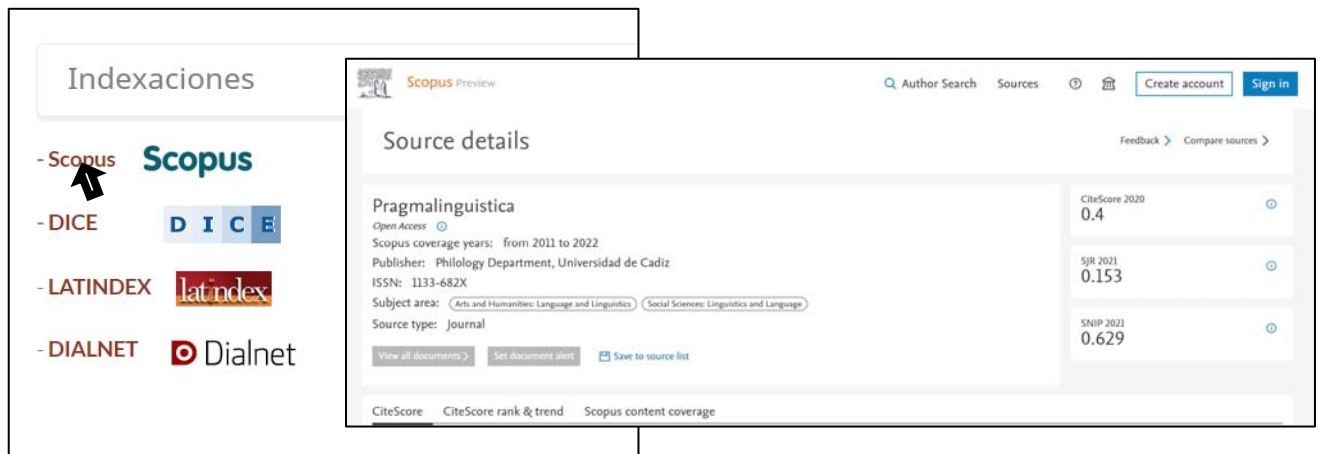 Indexaciones
- Scopus Scopus
- DICE DICE
- LATINDEX latindex
- DIALNET Dialnet
Scopus Preview
Author Search Sources Create account Sign in
Source details
Feedback Compare sources
Pragmalinguistica
Open Access
Scopus coverage years: from 2011 to 2022
Publisher: Philology Department, Universidad de Cadiz
ISSN: 1133-682X
Subject area: Arts and Humanities: Language and Linguistics Social Sciences: Linguistics and Language
Source type: Journal
View all documents > Set document alert Save to source list
CiteScore 2020
0.4
SJR 2021
0.153
SNIP 2021
0.629
CiteScore CiteScore rank & trend Scopus content coverage